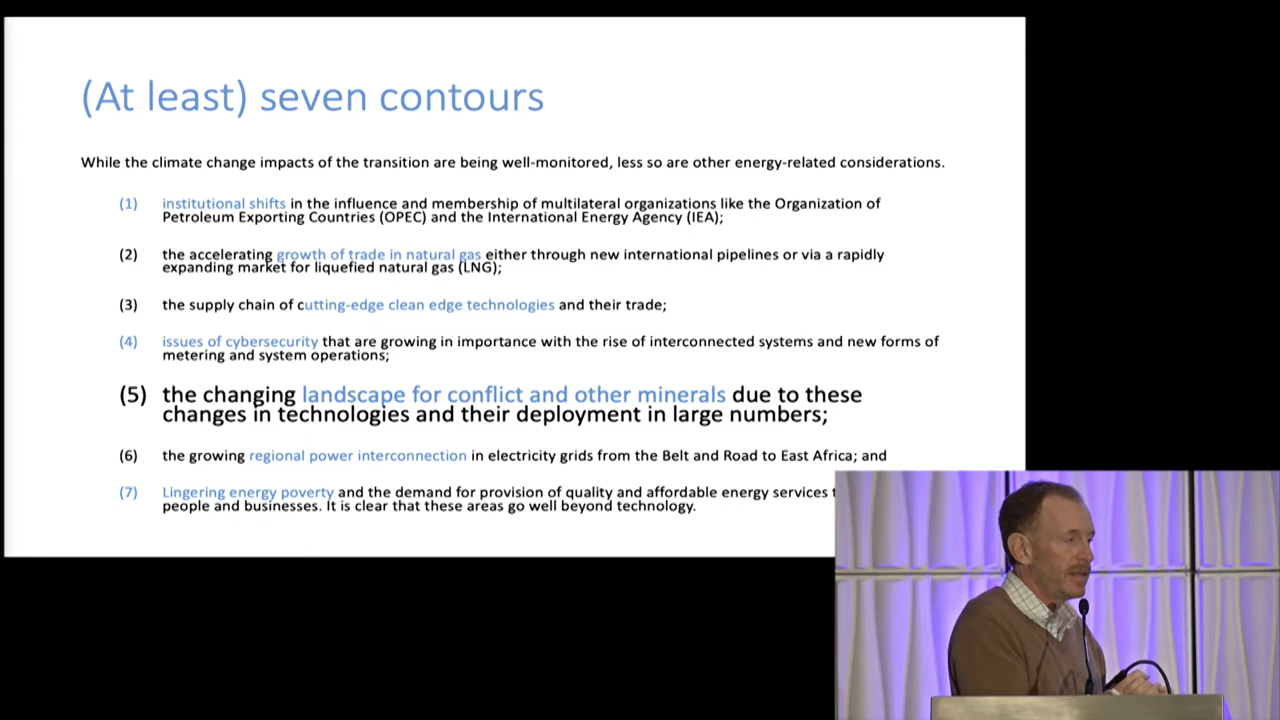 (At least) seven contours
While the climate change impacts of the transition are being well-monitored, less so are other energy-related considerations.
(1) institutional shifts in the influence and membership of multilateral organizations like the Organization of
Petroleum Exporting Countries (OPEC) and the International Energy Agency (IEA);
(2) the accelerating growth of trade in natural gas either through new international pipelines or via a rapidly
expanding market for liquefied natural gas (LNG);
(3) the supply chain of cutting-edge clean edge technologies and their trade;
(4) issues of cybersecurity that are growing in importance with the rise of interconnected systems and new forms of
metering and system operations;
(5) the changing landscape for conflict and other minerals due to these
changes in technologies and their deployment in large numbers;
(6) the growing regional power interconnection in electricity grids from the Belt and Road to East Africa; and
(7) Lingering energy poverty and the demand for provision of quality and affordable energy services
people and businesses. It is clear that these areas go well beyond technology.